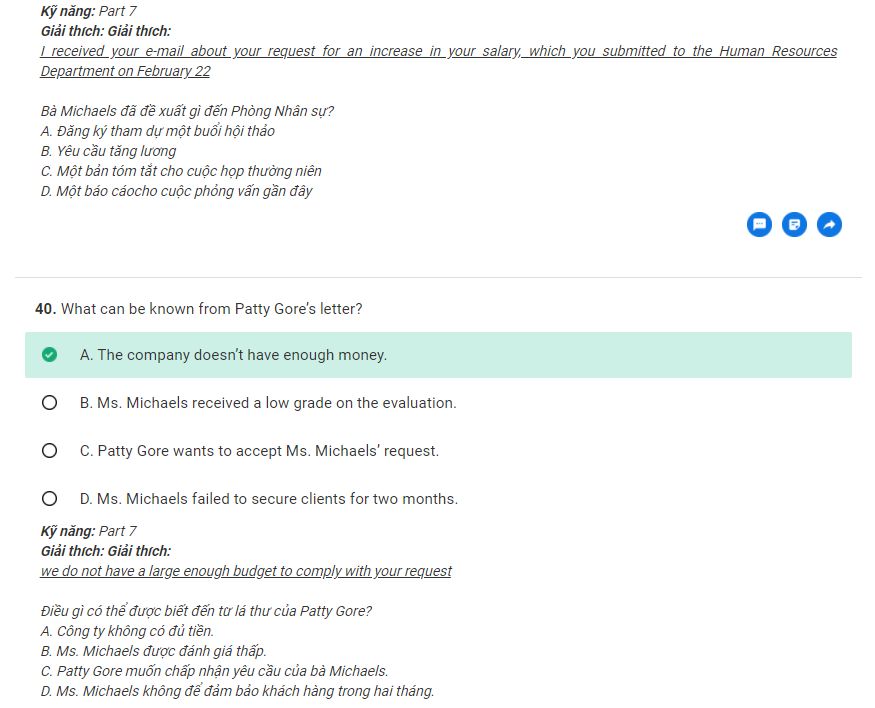 Kỹ năng: Part 7
Giải thích: Giải thích:
I received your e-mail about your request for an increase in your salary, which you submitted to the Human Resources
Department on February 22
Bà Michaels đã đề xuất gì đến Phòng Nhân sự?
A. Đăng ký tham dự một buổi hội thảo
B. Yêu cầu tăng lương
C. Một bản tóm tắt cho cuộc họp thường niên
D. Một báo cáocho cuộc phỏng vấn gần đây
40. What can be known from Patty Gore's letter?
A. The company doesn't have enough money.
B. Ms. Michaels received a low grade on the evaluation.
C. Patty Gore wants to accept Ms. Michaels' request.
D. Ms. Michaels failed to secure clients for two months.
Kỹ năng: Part 7
Giải thích: Giải thích:
we do not have a large enough budget to comply with your request
Điều gì có thể được biết đến từ lá thư của Patty Gore?
A. Công ty không có đủ tiền.
B. Ms. Michaels được đánh giá thấp.
C. Patty Gore muốn chấp nhận yêu cầu của bà Michaels.
D. Ms. Michaels không để đảm bảo khách hàng trong hai tháng.